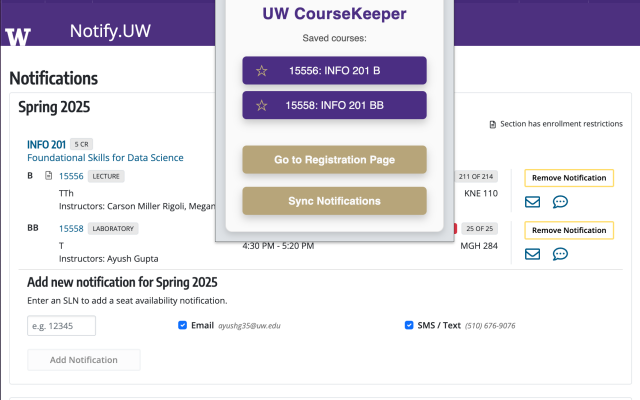 W
Notify.UW
UW CourseKeeper
Saved courses:
☆ 15556: INFO 201 B
☆ 15558: INFO 201 BB
Go to Registration Page
Sync Notifications
Notifications
Spring 2025
Section has enrollment restrictions
INFO 201 5 CR
Foundational Skills for Data Science
B 15556 LECTURE 211 OF 214 Remove Notification
TTh KNE 110
Instructors: Carson Miller Rigoli, Megan
BB 15558 LABORATORY 25 OF 25 Remove Notification
T 4:30 PM - 5:20 PM MGH 284
Instructors: Ayush Gupta
Add new notification for Spring 2025
Enter an SLN to add a seat availability notification.
e.g. 12345 Email ayushg35@uw.edu SMS / Text (510) 676-9076
Add Notification